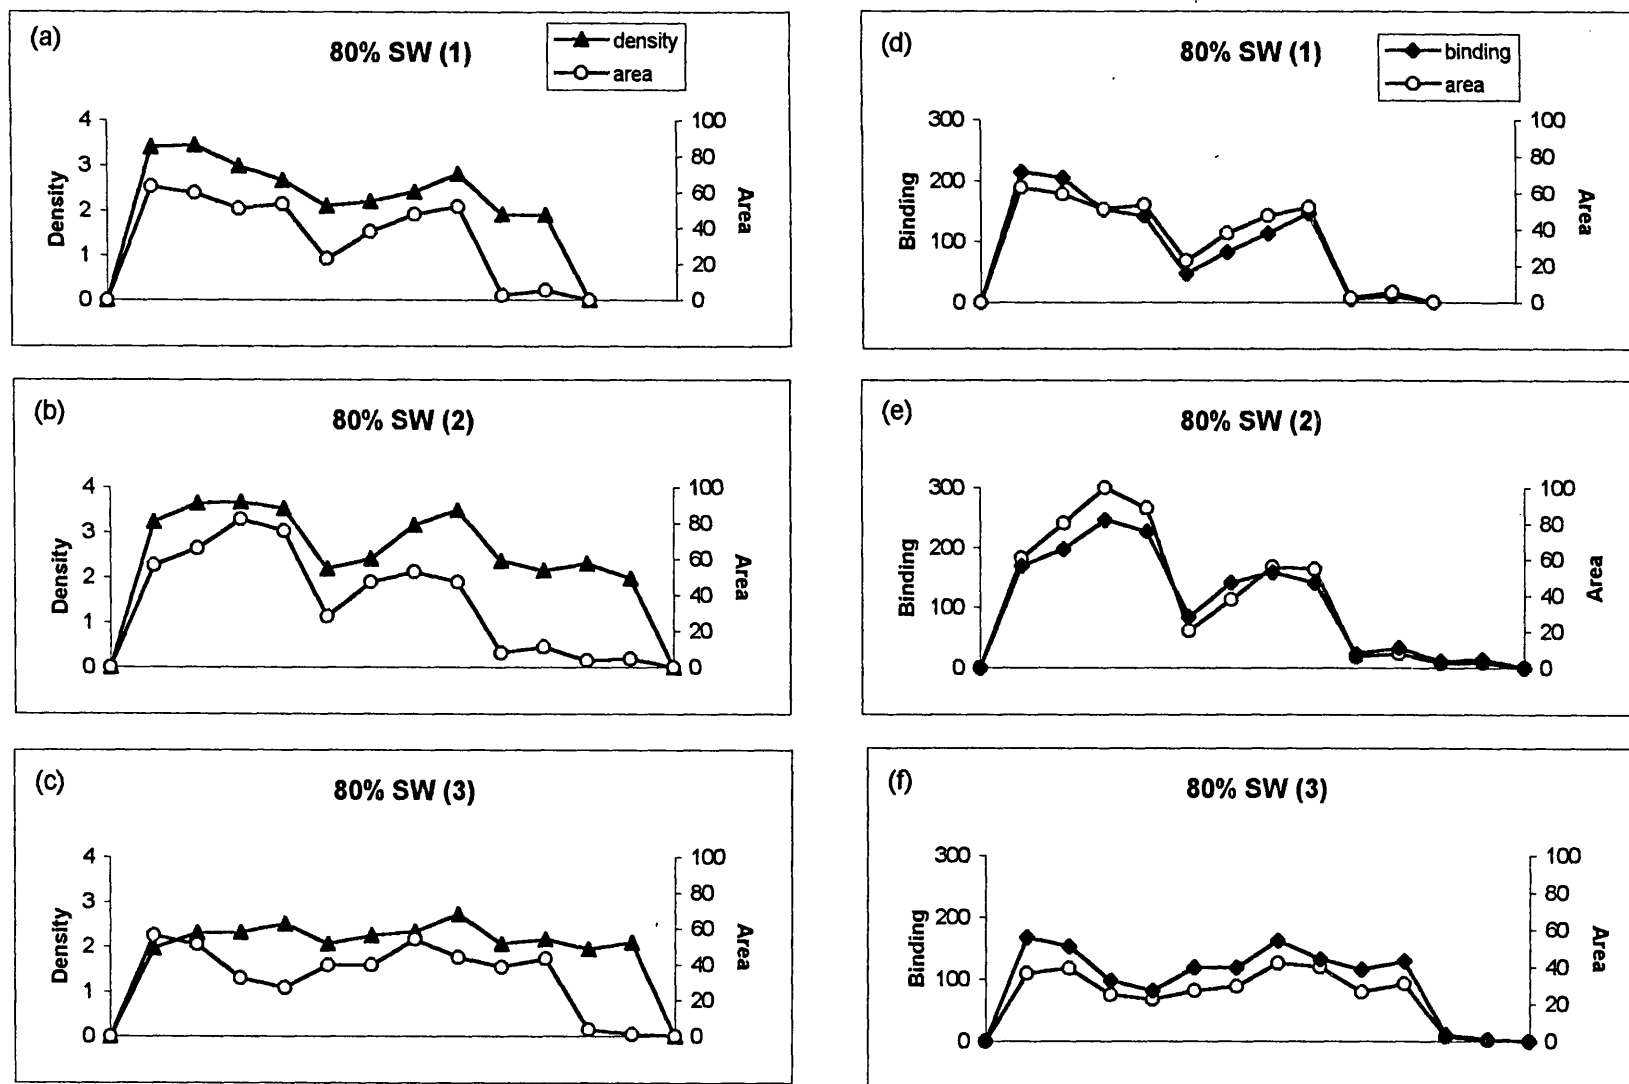 (a)
80% SW (1)
density
area
4
3
2
1
0
Density
100
80
60
40
20
0
Area
(d)
80% SW (1)
binding
area
300
200
100
0
Binding
100
80
60
40
20
0
Area
(b)
80% SW (2)
4
3
2
1
0
Density
100
80
60
40
20
0
Area
(e)
80% SW (2)
300
200
100
0
Binding
100
80
60
40
20
0
Area
(c)
80% SW (3)
4
3
2
1
0
Density
100
80
60
40
20
0
Area
(f)
80% SW (3)
300
200
100
0
Binding
100
80
60
40
20
0
Area